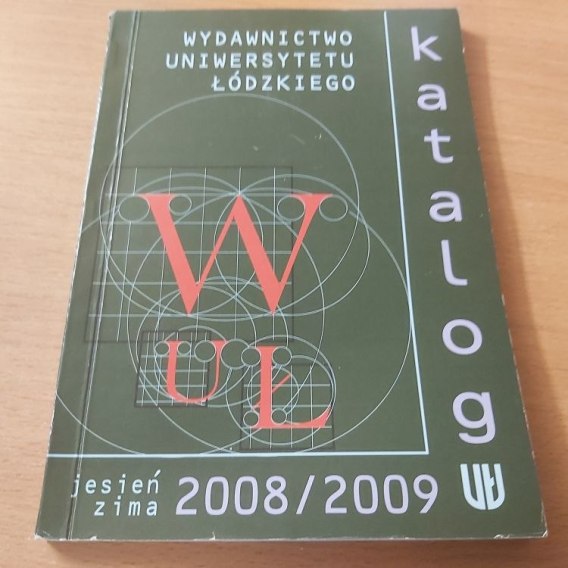 WYDAWNICTWO
UNIWERSYTETU
ŁÓDZKIEGO
katalog
W
UŁ
jesień
zima
2008/2009
UŁ